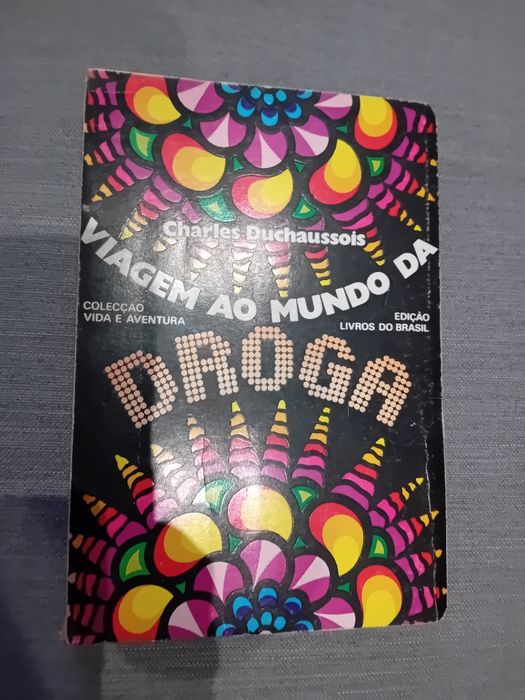 Charles Duchaussois
VIAGEM AO MUNDO DA
DROGA
COLECÇÃO
VIDA E AVENTURA
EDIÇÃO
LIVROS DO BRASIL